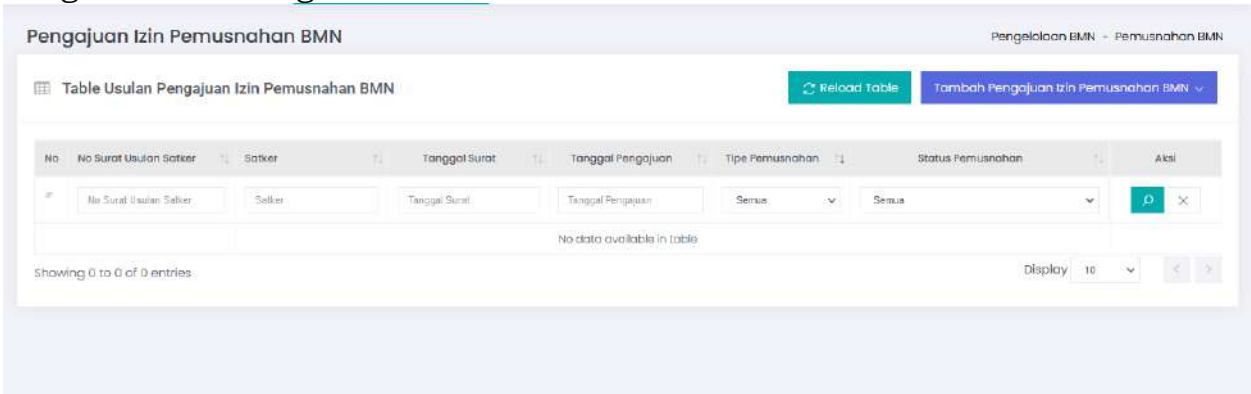 Pengajuan Izin Pemusnahan BMN
Pengelolaan BMN - Pemusnahan BMN
Table Usulan Pengajuan Izin Pemusnahan BMN
Reload Table
Tambah Pengajuan Izin Pemusnahan BMN
No No Surat Usulan Satker Satker Tanggal Surat Tanggal Pengajuan Tipe Pemusnahan Status Pemusnahan Aksi
No Surat Usulan Satker Satker Tanggal Surat Tanggal Pengajuan Semua Semua
No data available in table
Showing 0 to 0 of 0 entries
Display 10